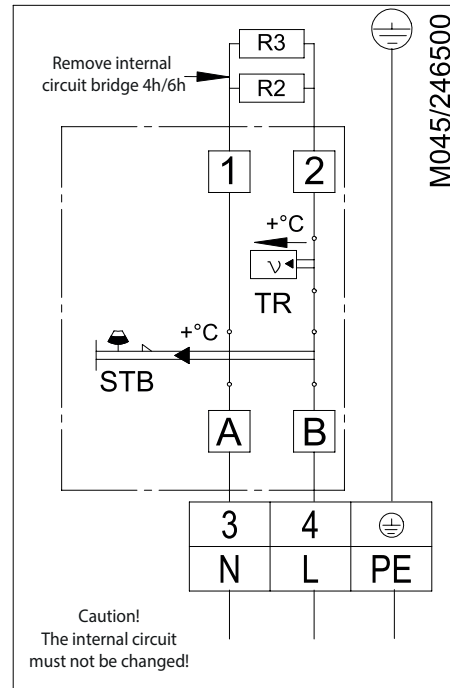 R3
Remove internal
circuit bridge 4h/6h
R2
M045/246500
1 2
+°C
ν
TR
+°C
STB
A B
3 4
N L PE
Caution!
The internal circuit
must not be changed!